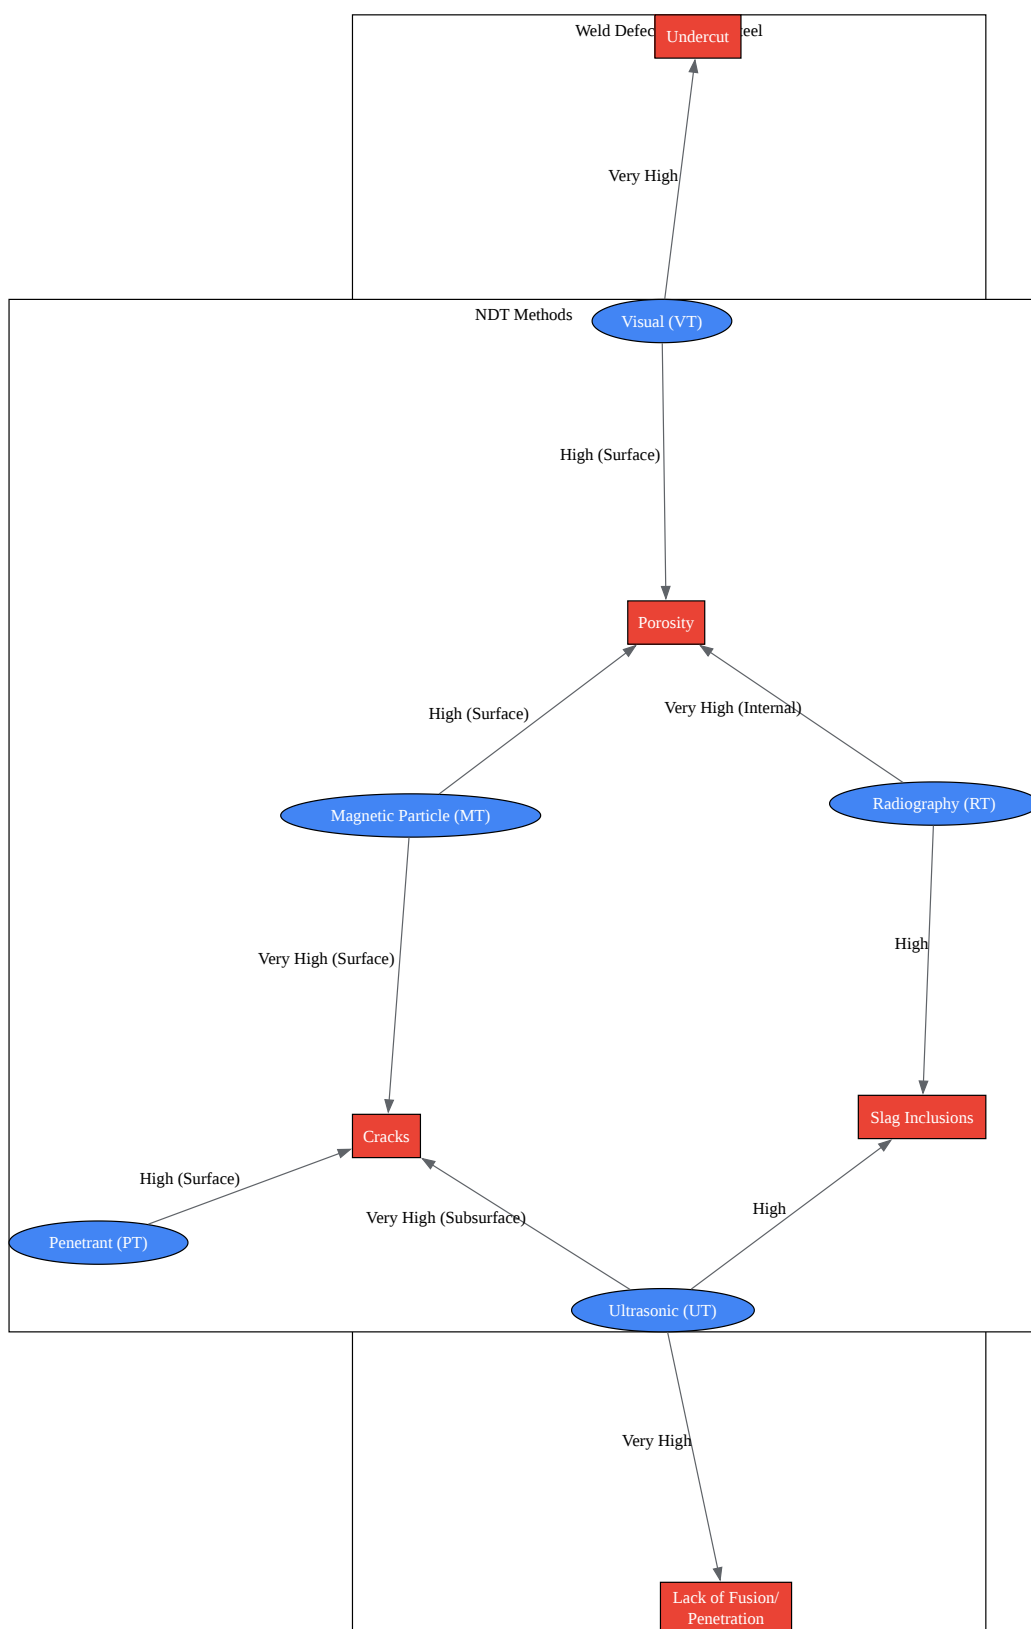 Weld Defec
eel
Undercut
Very High
NDT Methods
Visual (VT)
High (Surface)
Porosity
High (Surface)
Very High (Internal)
Magnetic Particle (MT)
Radiography (RT)
Very High (Surface)
High
Cracks
Slag Inclusions
High (Surface)
Very High (Subsurface)
High
Penetrant (PT)
Ultrasonic (UT)
Very High
Lack of Fusion/
Penetration